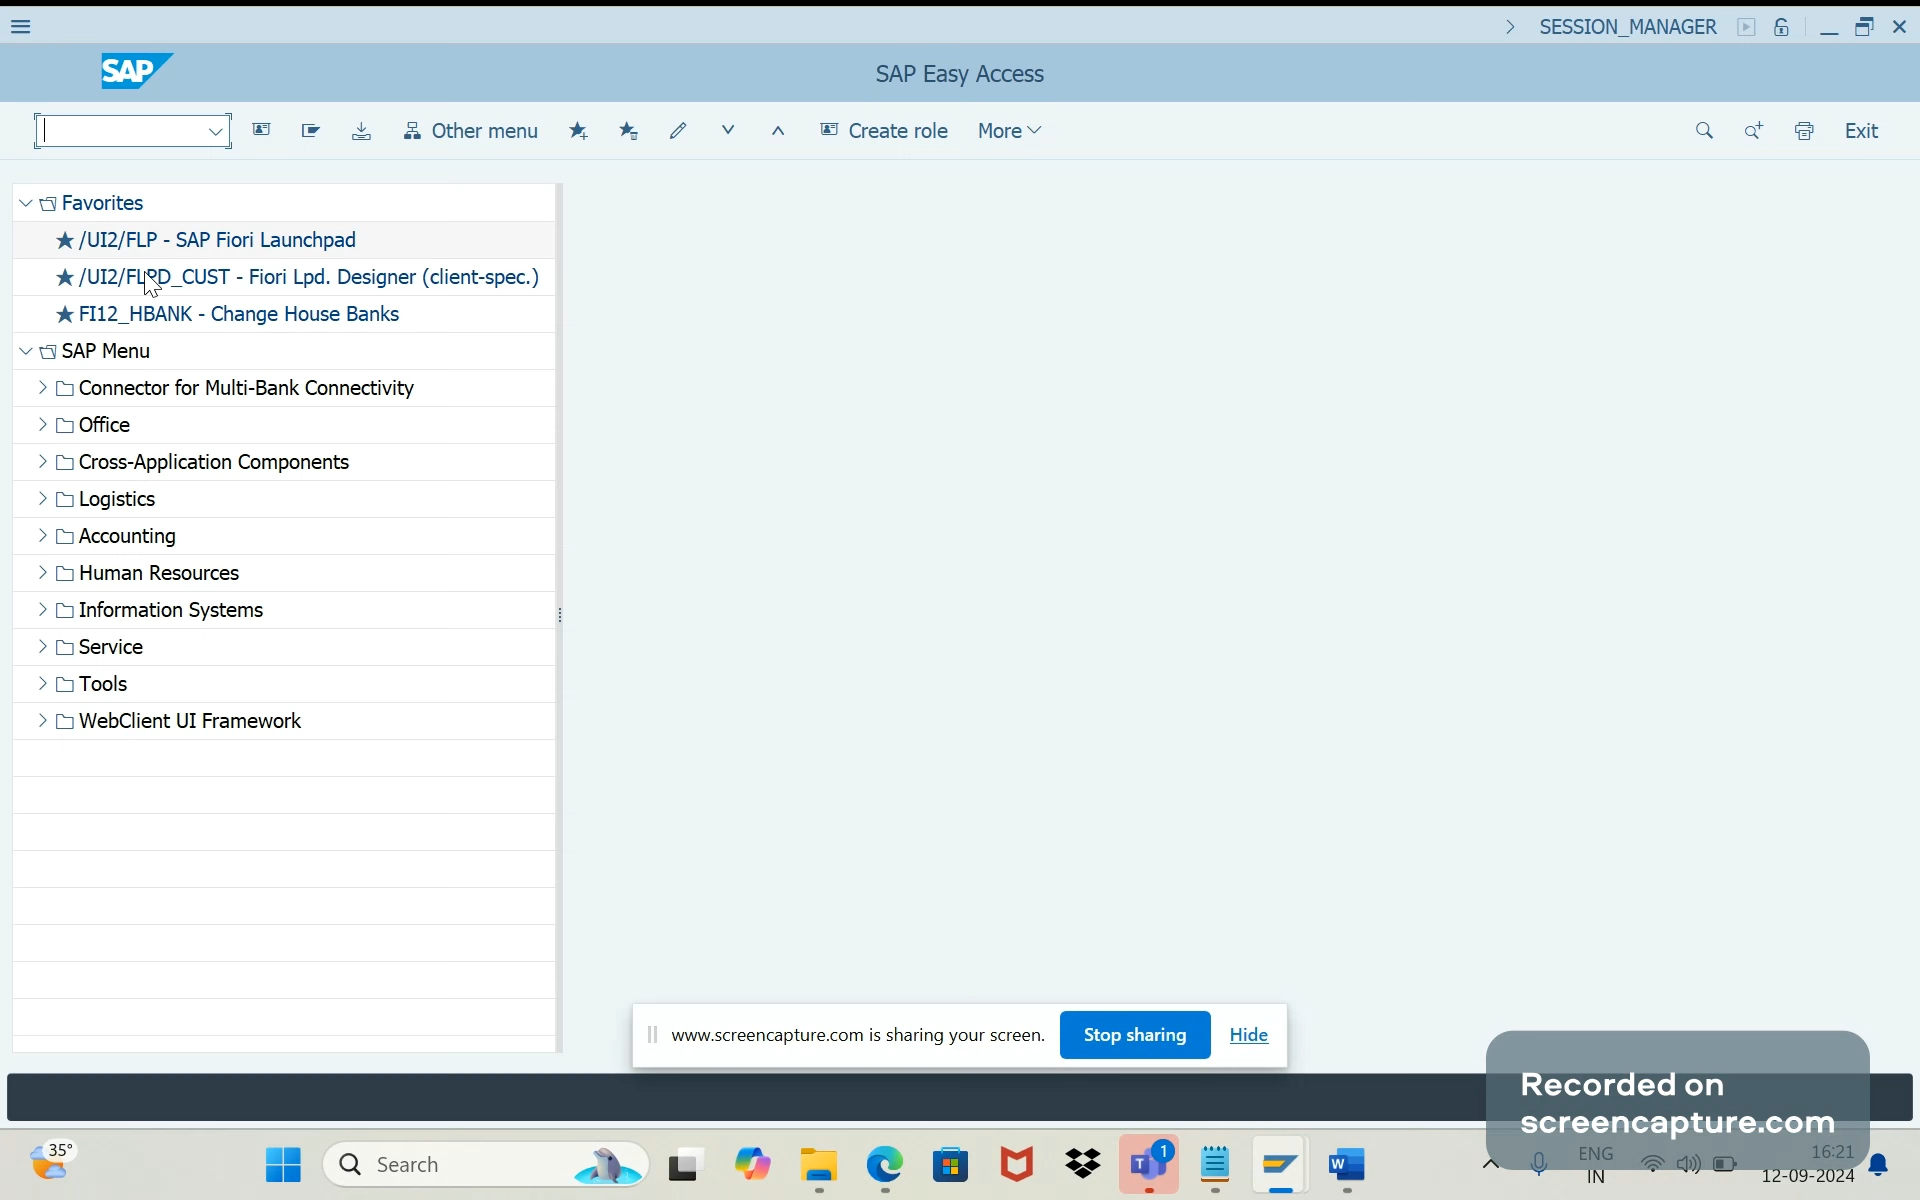 SESSION_MANAGER
SAP
SAP Easy Access
Other menu
Create role
More
Exit
Favorites
/UI2/FLP - SAP Fiori Launchpad
/UI2/FLPD_CUST - Fiori Lpd. Designer (client-spec.)
FI12_HBANK - Change House Banks
SAP Menu
Connector for Multi-Bank Connectivity
Office
Cross-Application Components
Logistics
Accounting
Human Resources
Information Systems
Service
Tools
WebClient UI Framework
www.screencapture.com is sharing your screen.
Stop sharing
Hide
Recorded on
screencapture.com
35°
Search
T
1
W
ENG
IN
16:21
12-09-2024